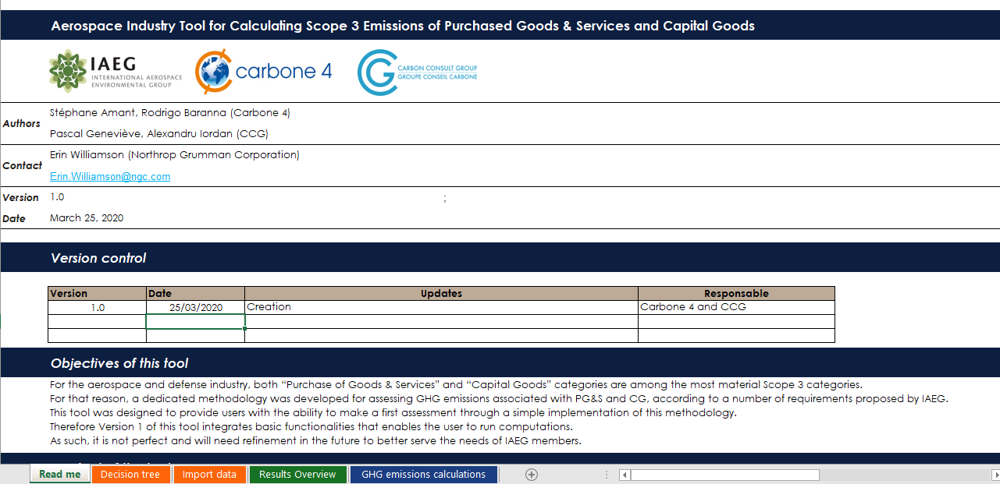 Aerospace Industry Tool for Calculating Scope 3 Emissions of Purchased Goods & Services and Capital Goods
IAEG
INTERNATIONAL AEROSPACE
ENVIRONMENTAL GROUP
carbone 4
CARBON CONSULT GROUP
GROUPE CONSEIL CARBONE
Authors
Stéphane Amant, Rodrigo Baranna (Carbone 4)
Pascal Geneviève, Alexandru Iordan (CCG)
Contact
Erin Williamson (Northrop Grumman Corporation)
Erin.Williamson@ngc.com
Version 1.0 ;
Date March 25, 2020
Version control
Version Date Updates Responsable
1.0 25/03/2020 Creation Carbone 4 and CCG
Objectives of this tool
For the aerospace and defense industry, both “Purchase of Goods & Services” and “Capital Goods” categories are among the most material Scope 3 categories.
For that reason, a dedicated methodology was developed for assessing GHG emissions associated with PG&S and CG, according to a number of requirements proposed by IAEG.
This tool was designed to provide users with the ability to make a first assessment through a simple implementation of this methodology.
Therefore Version 1 of this tool integrates basic functionalities that enables the user to run computations.
As such, it is not perfect and will need refinement in the future to better serve the needs of IAEG members.
Read me Decision tree Import data Results Overview GHG emissions calculations